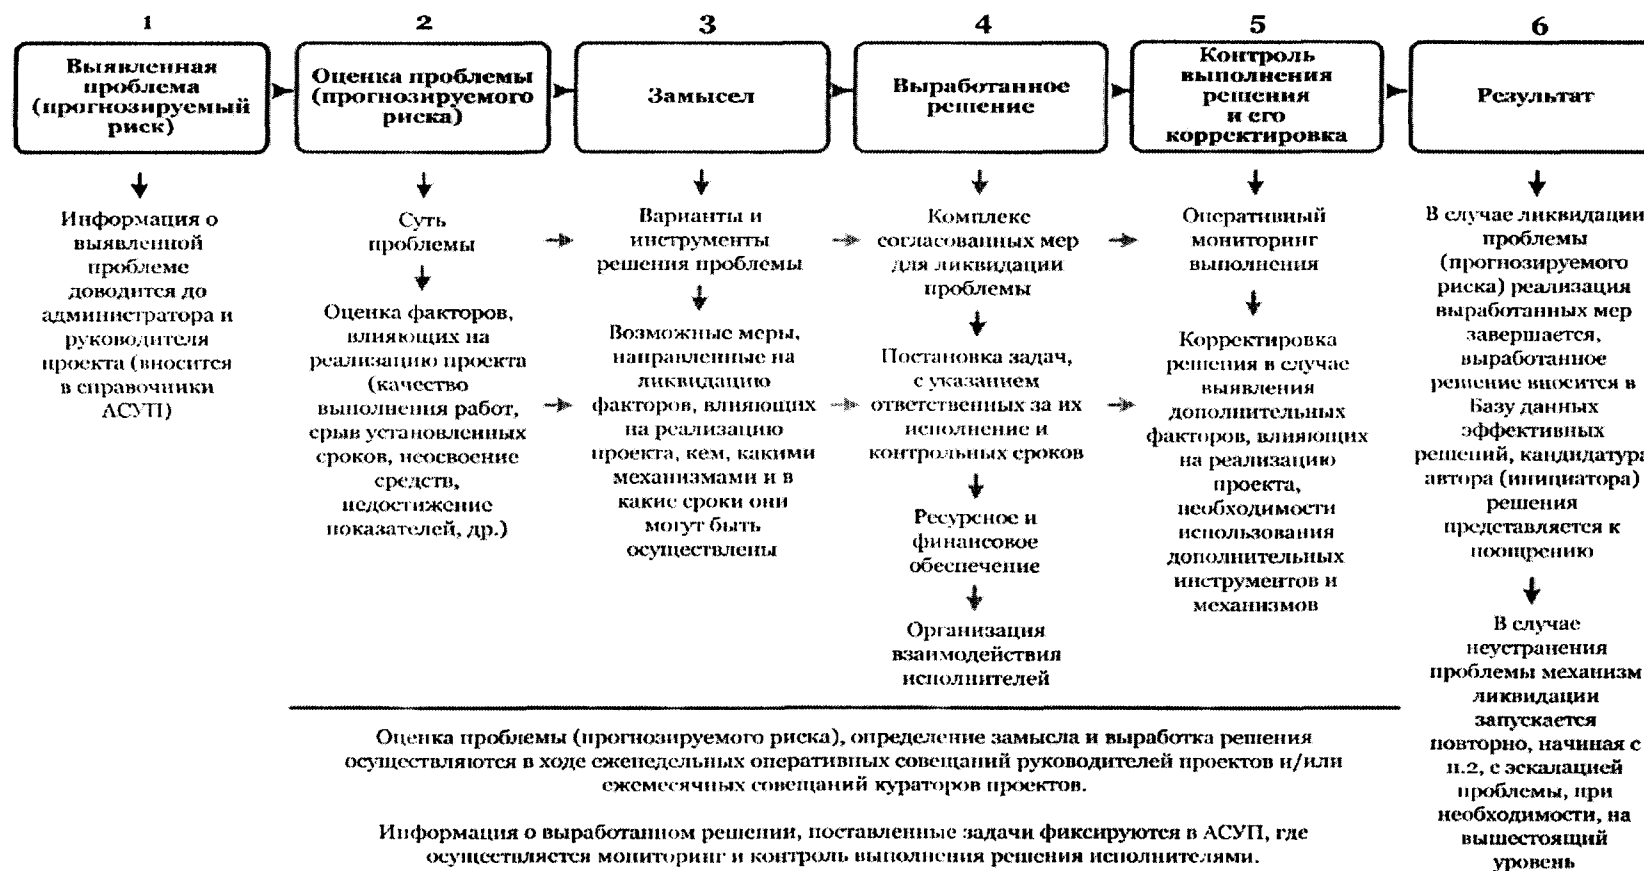 1
Выявленная
проблема
(прогнозируемый
риск)
Информация о
выявленной
проблеме
доводится до
администратора и
руководителя
проекта (вносится
в справочники
АСУП)
2
Оценка проблемы
(прогнозируемого
риска)
Суть
проблемы
Оценка факторов,
влияющих на
реализацию проекта
(качество
выполнения работ,
срыв установленных
сроков, неосвоение
средств,
недостижение
показателей, др.)
3
Замысел
Варианты и
инструменты
решения проблемы
Возможные меры,
направленные на
ликвидацию
факторов, влияющих
на реализацию
проекта, кем, какими
механизмами и в
какие сроки они
могут быть
осуществлены
4
Выработанное
решение
Комплекс
согласованных мер
для ликвидации
проблемы
Постановка задач,
с указанием
ответственных за их
исполнение и
контрольных сроков
Ресурсное и
финансовое
обеспечение
Организация
взаимодействия
исполнителей
5
Контроль
выполнения
решения
и его
корректировка
Оперативный
мониторинг
выполнения
Корректировка
решения в случае
выявления
дополнительных
факторов, влияющих
на реализацию
проекта,
необходимости
использования
дополнительных
инструментов и
механизмов
6
Результат
В случае ликвидации
проблемы
(прогнозируемого
риска) реализация
выработанных мер
завершается,
выработанное
решение вносится в
Базу данных
эффективных
решений, кандидатура
автора (инициатора)
решения
представляется к
поощрению
В случае
неустранения
проблемы механизм
ликвидации
запускается
повторно, начиная с
п.2, с эскалацией
проблемы, при
необходимости, на
вышестоящий
уровень
Оценка проблемы (прогнозируемого риска), определение замысла и выработка решения
осуществляются в ходе еженедельных оперативных совещаний руководителей проектов и/или
ежемесячных совещаний кураторов проектов.
Информация о выработанном решении, поставленные задачи фиксируются в АСУП, где
осуществляется мониторинг и контроль выполнения решения исполнителями.